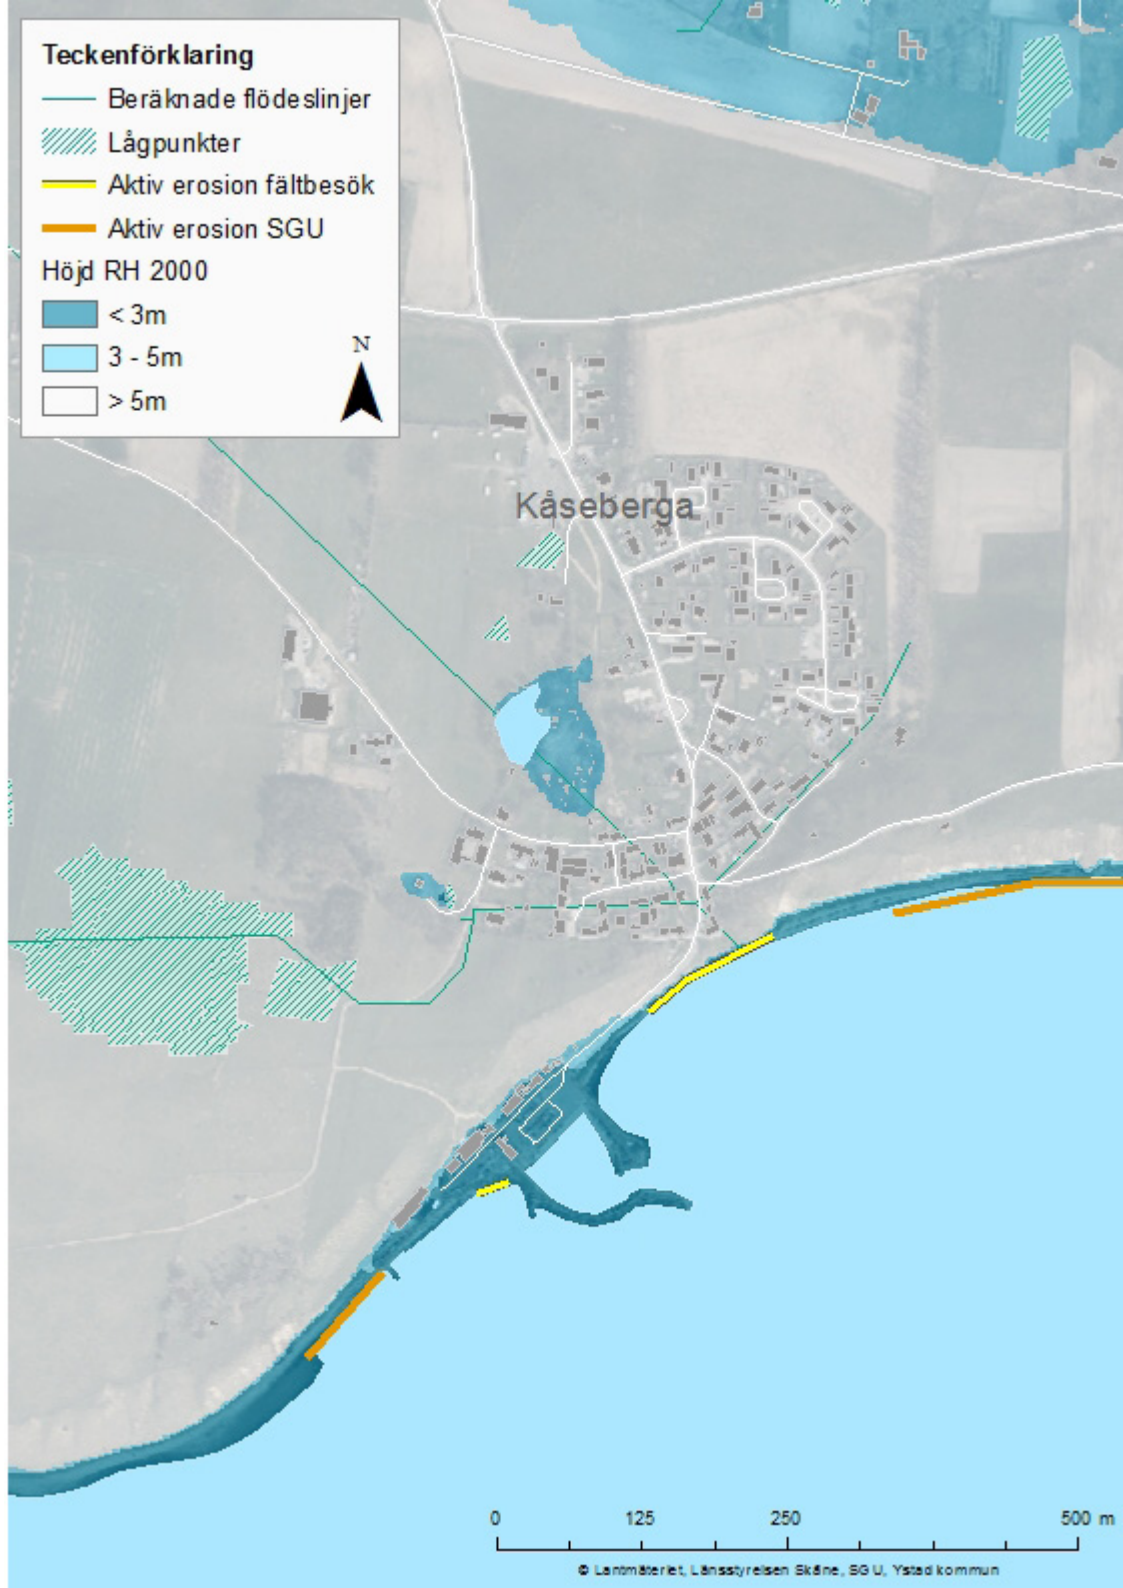 Teckenförklaring
Beräknade flödeslinjer
Lågpunkter
Aktiv erosion fältbesök
Aktiv erosion SGU
Höjd RH 2000
< 3m
3 - 5m
> 5m
N
Kåseberga
0 125 250 500 m
© Lantmäteriet, Länsstyrelsen Skåne, SGU, Ystad kommun